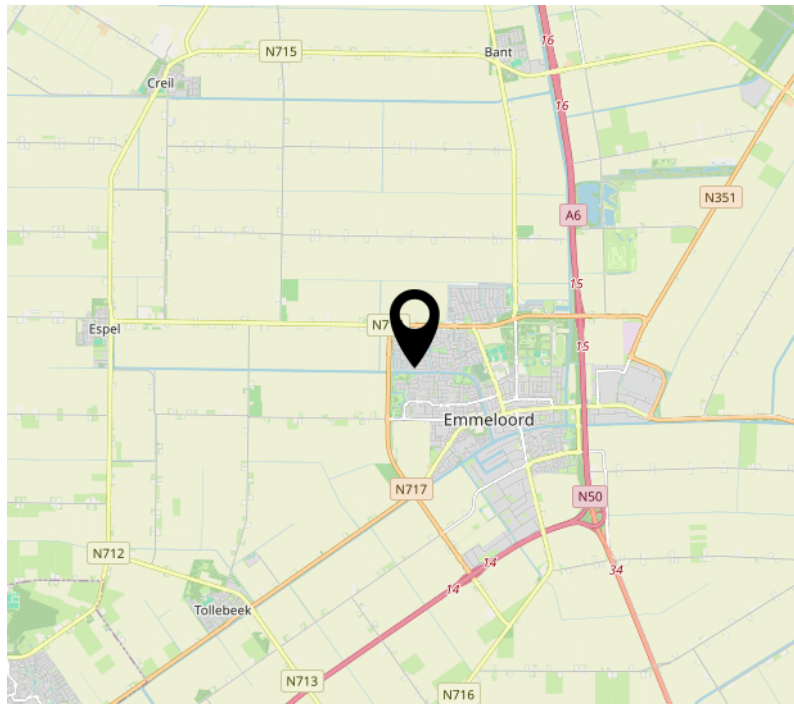 16
N715
Bant
Creil
16
N351
A6
15
N7
Espel
15
Emmeloord
N717
N50
N712
14
34
14
Tollebeek
N713
N716